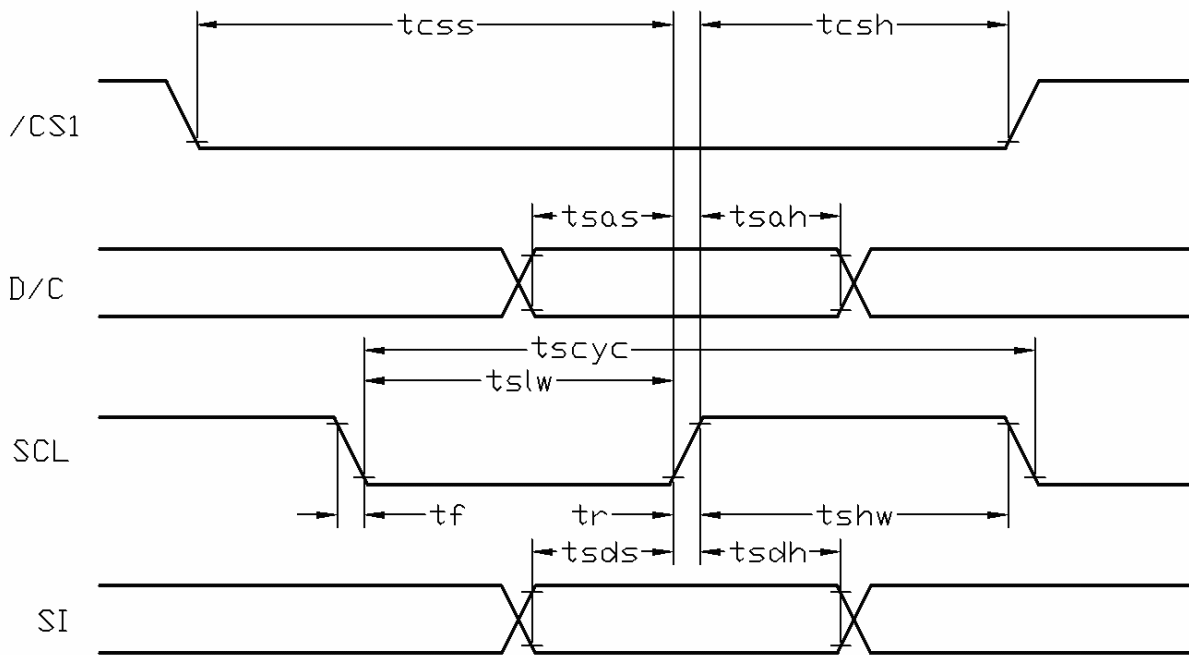 tcss tcsh
/CS1
tsas tsah
D/C
tscyc
tslw
SCL
tf tr tshw
tsds tsdh
SI